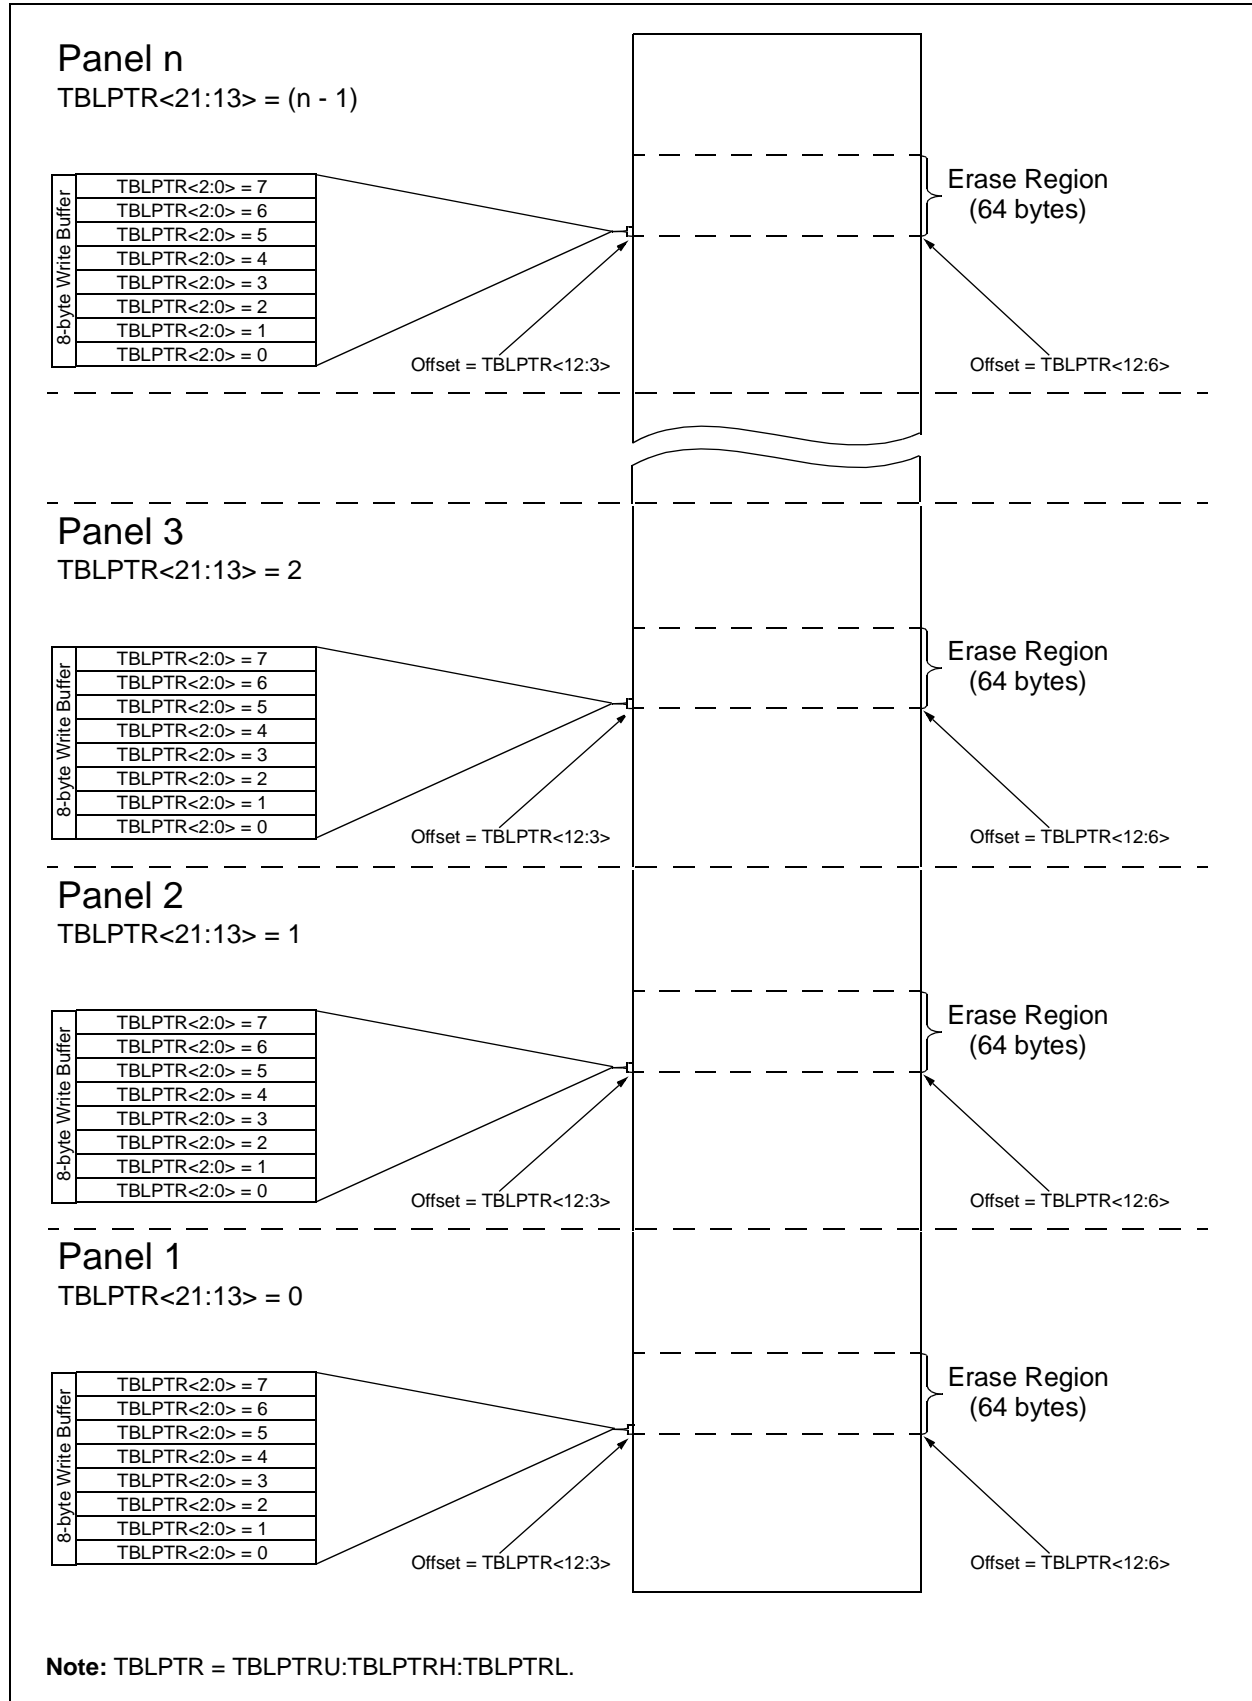 Panel n
TBLPTR<21:13> = (n - 1)
8-byte Write Buffer
TBLPTR<2:0> = 7
TBLPTR<2:0> = 6
TBLPTR<2:0> = 5
TBLPTR<2:0> = 4
TBLPTR<2:0> = 3
TBLPTR<2:0> = 2
TBLPTR<2:0> = 1
TBLPTR<2:0> = 0
Offset = TBLPTR<12:3>
Erase Region
(64 bytes)
Offset = TBLPTR<12:6>
Panel 3
TBLPTR<21:13> = 2
8-byte Write Buffer
TBLPTR<2:0> = 7
TBLPTR<2:0> = 6
TBLPTR<2:0> = 5
TBLPTR<2:0> = 4
TBLPTR<2:0> = 3
TBLPTR<2:0> = 2
TBLPTR<2:0> = 1
TBLPTR<2:0> = 0
Offset = TBLPTR<12:3>
Erase Region
(64 bytes)
Offset = TBLPTR<12:6>
Panel 2
TBLPTR<21:13> = 1
8-byte Write Buffer
TBLPTR<2:0> = 7
TBLPTR<2:0> = 6
TBLPTR<2:0> = 5
TBLPTR<2:0> = 4
TBLPTR<2:0> = 3
TBLPTR<2:0> = 2
TBLPTR<2:0> = 1
TBLPTR<2:0> = 0
Offset = TBLPTR<12:3>
Erase Region
(64 bytes)
Offset = TBLPTR<12:6>
Panel 1
TBLPTR<21:13> = 0
8-byte Write Buffer
TBLPTR<2:0> = 7
TBLPTR<2:0> = 6
TBLPTR<2:0> = 5
TBLPTR<2:0> = 4
TBLPTR<2:0> = 3
TBLPTR<2:0> = 2
TBLPTR<2:0> = 1
TBLPTR<2:0> = 0
Offset = TBLPTR<12:3>
Erase Region
(64 bytes)
Offset = TBLPTR<12:6>
Note: TBLPTR = TBLPTRU:TBLPTRH:TBLPTRL.